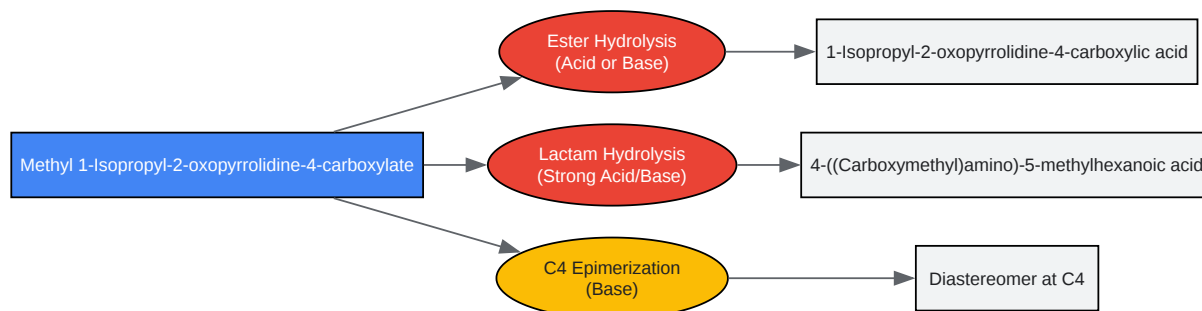 Ester Hydrolysis
(Acid or Base)
1-Isopropyl-2-oxopyrrolidine-4-carboxylic acid
Methyl 1-Isopropyl-2-oxopyrrolidine-4-carboxylate
Lactam Hydrolysis
(Strong Acid/Base)
4-((Carboxymethyl)amino)-5-methylhexanoic acid
C4 Epimerization
(Base)
Diastereomer at C4